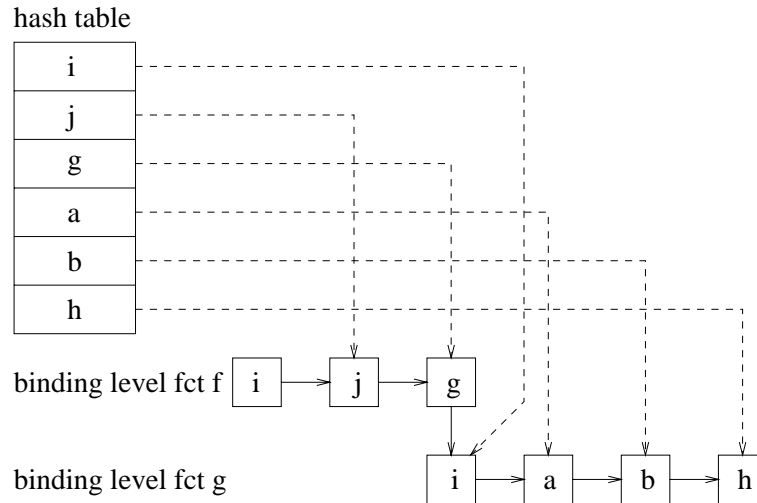 hash table
i
j
g
a
b
h
binding level fct f i j g
binding level fct g i a b h